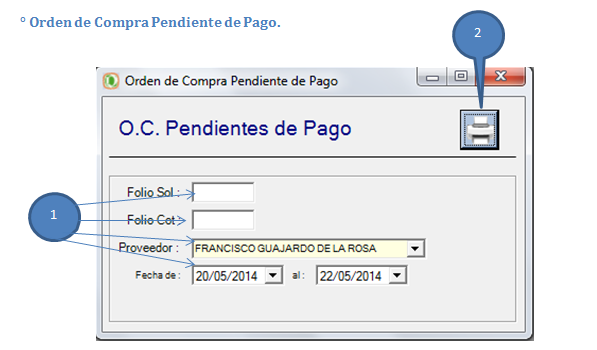 ° Orden de Compra Pendiente de Pago.
2
Orden de Compra Pendiente de Pago
O.C. Pendientes de Pago
1
Folio Sol :
Folio Cot :
Proveedor : FRANCISCO GUAJARDO DE LA ROSA
Fecha de : 20/05/2014 al : 22/05/2014